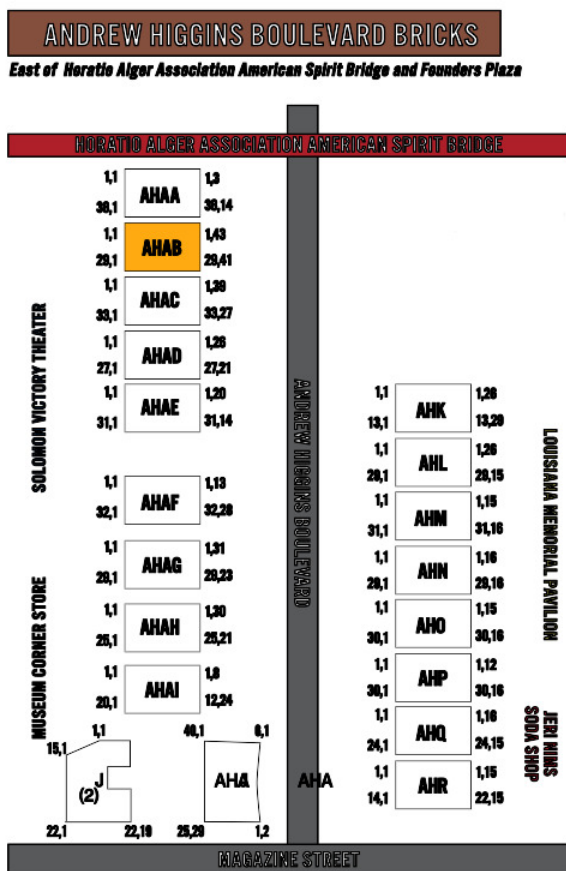 ANDREW HIGGINS BOULEVARD BRICKS
East of Horatio Alger Association American Spirit Bridge and Founders Plaza
HORATIO ALGER ASSOCIATION AMERICAN SPIRIT BRIDGE
1,1 AHAA 1,3
38,1 38,14
1,1 AHAB 1,43
29,1 29,41
1,1 AHAC 1,39
33,1 33,27
1,1 AHAD 1,26
27,1 27,21
1,1 AHAE 1,20
31,1 31,14
SOLOMON VICTORY THEATER
1,1 AHAF 1,13
32,1 32,28
1,1 AHAG 1,31
29,1 29,23
1,1 AHAH 1,30
25,1 25,21
1,1 AHAI 1,8
20,1 12,24
MUSEUM CORNER STORE
1,1
15,1
J
(2)
22,1 22,19
40,1 6,1
25,29 1,2
AHA
ANDREW HIGGINS BOULEVARD
1,1 AHK 1,26
13,1 13,29
1,1 AHL 1,26
29,1 29,15
1,1 AHM 1,15
31,1 31,16
1,1 AHN 1,16
29,1 29,16
1,1 AHO 1,15
30,1 30,16
1,1 AHP 1,12
30,1 30,16
1,1 AHQ 1,16
24,1 24,15
1,1 AHR 1,15
14,1 22,15
LOUISIANA MEMORIAL PAVILION
JERI NIMS
SODA SHOP
MAGAZINE STREET